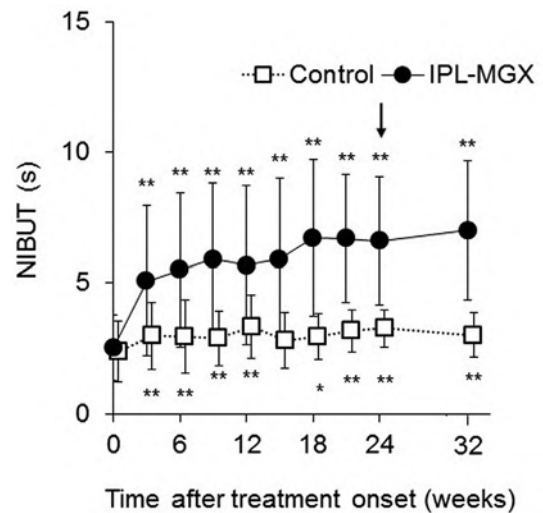 15
Control IPL-MGX
** ** ** ** ** ** ** ** **
10
NIBUT (s)
5
** ** ** ** * ** ** **
0
0 6 12 18 24 32
Time after treatment onset (weeks)